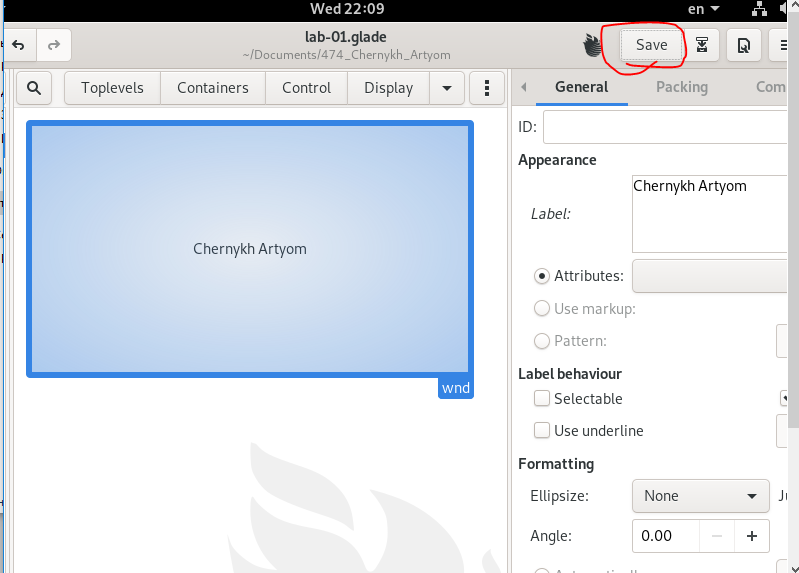 Wed 22:09
en
lab-01.glade
~/Documents/474_Chernykh_Artyom
Save
Toplevels Containers Control Display
General Packing Com
ID:
Appearance
Chernykh Artyom
Label:
Chernykh Artyom
Attributes:
Use markup:
Pattern:
Label behaviour
wnd
Selectable
Use underline
Formatting
Ellipsize: None
Angle: 0.00 − +